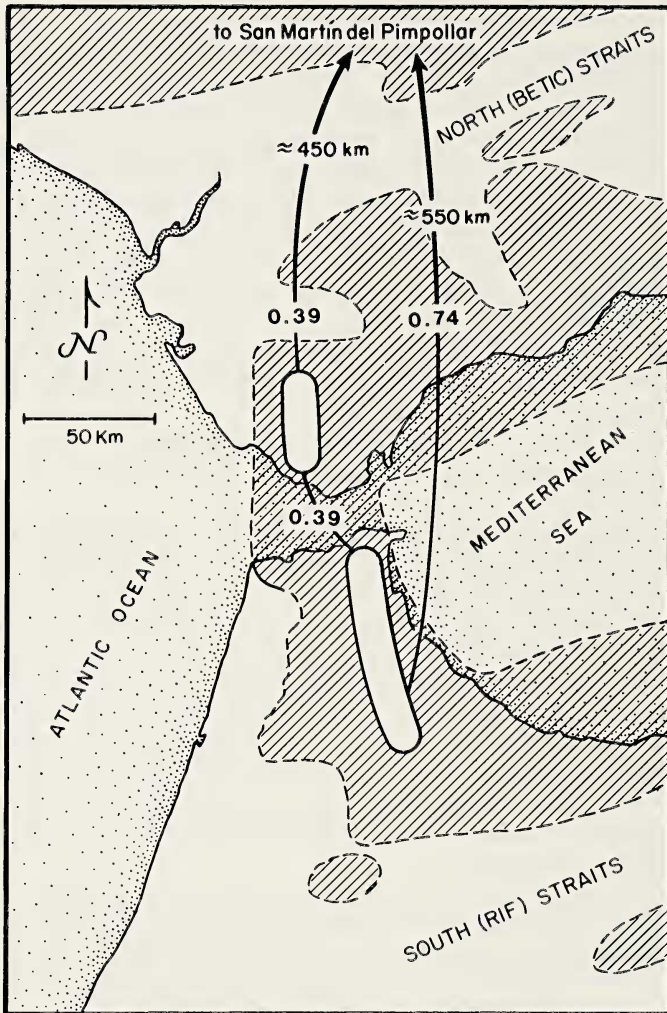 to San Martín del Pimpollar
NORTH (BETIC) STRAITS
≈450 km
≈550 km
0.39
0.74
N
50 Km
0.39
MEDITERRANEAN
SEA
ATLANTIC OCEAN
SOUTH (RIF) STRAITS